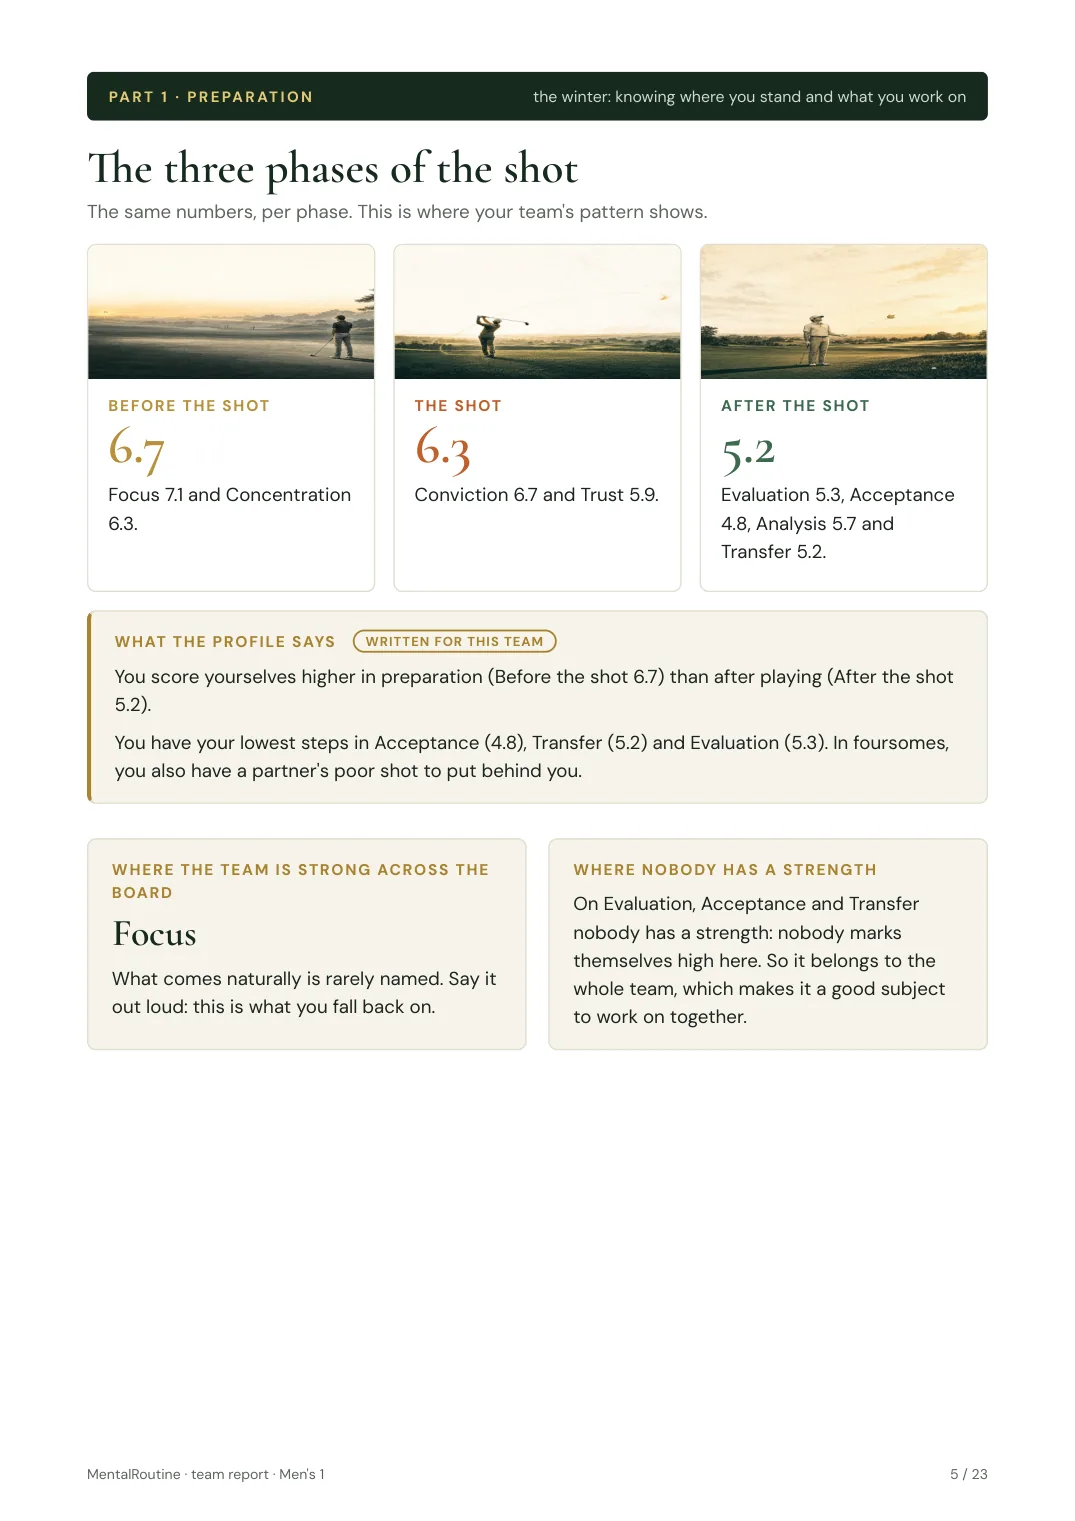 PART 1 · PREPARATION
the winter: knowing where you stand and what you work on
The three phases of the shot
The same numbers, per phase. This is where your team's pattern shows.
BEFORE THE SHOT
6.7
Focus 7.1 and Concentration
6.3.
THE SHOT
6.3
Conviction 6.7 and Trust 5.9.
AFTER THE SHOT
5.2
Evaluation 5.3, Acceptance
4.8, Analysis 5.7 and
Transfer 5.2.
WHAT THE PROFILE SAYS
WRITTEN FOR THIS TEAM
You score yourselves higher in preparation (Before the shot 6.7) than after playing (After the shot
5.2).
You have your lowest steps in Acceptance (4.8), Transfer (5.2) and Evaluation (5.3). In foursomes,
you also have a partner's poor shot to put behind you.
WHERE THE TEAM IS STRONG ACROSS THE
BOARD
Focus
What comes naturally is rarely named. Say it
out loud: this is what you fall back on.
WHERE NOBODY HAS A STRENGTH
On Evaluation, Acceptance and Transfer
nobody has a strength: nobody marks
themselves high here. So it belongs to the
whole team, which makes it a good subject
to work on together.
MentalRoutine · team report · Men's 1
5 / 23